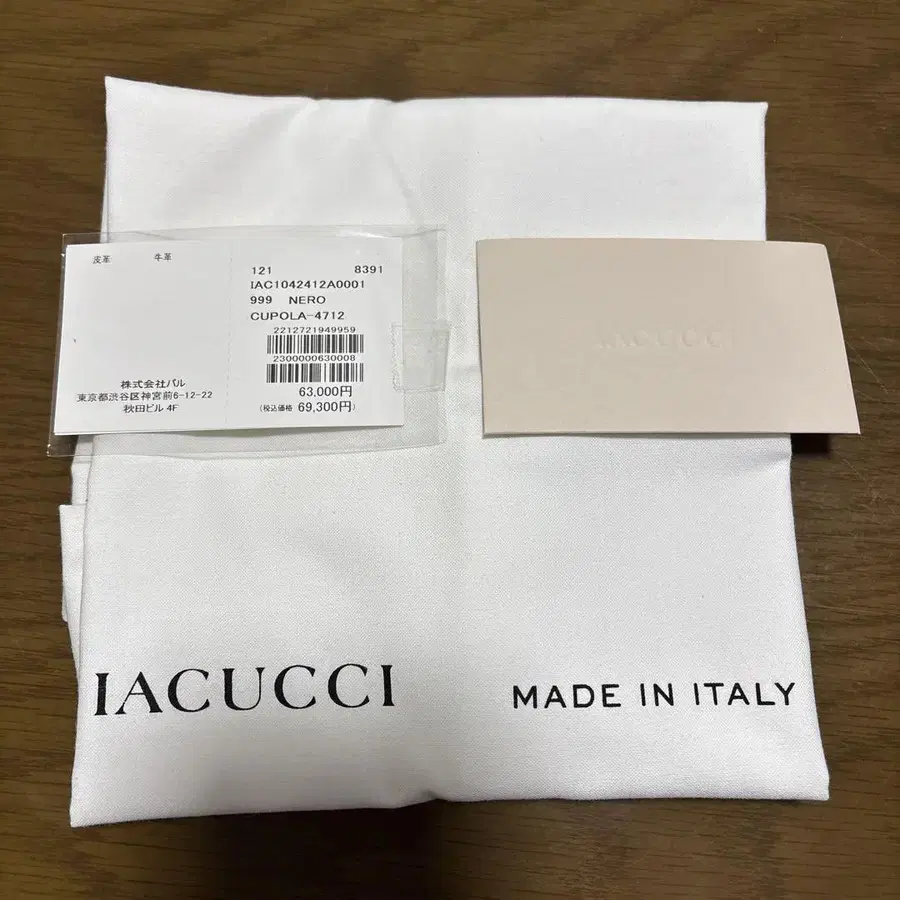 皮革 牛革
株式会社パル
東京都渋谷区神宮前6-12-22
秋田ビル 4F
121 8391
IAC1042412A0001
999 NERO
CUPOLA-4712
2212721949959
2300000630008
63,000円
(税込価格 69,300円)
IACUCCI
IACUCCI
MADE IN ITALY